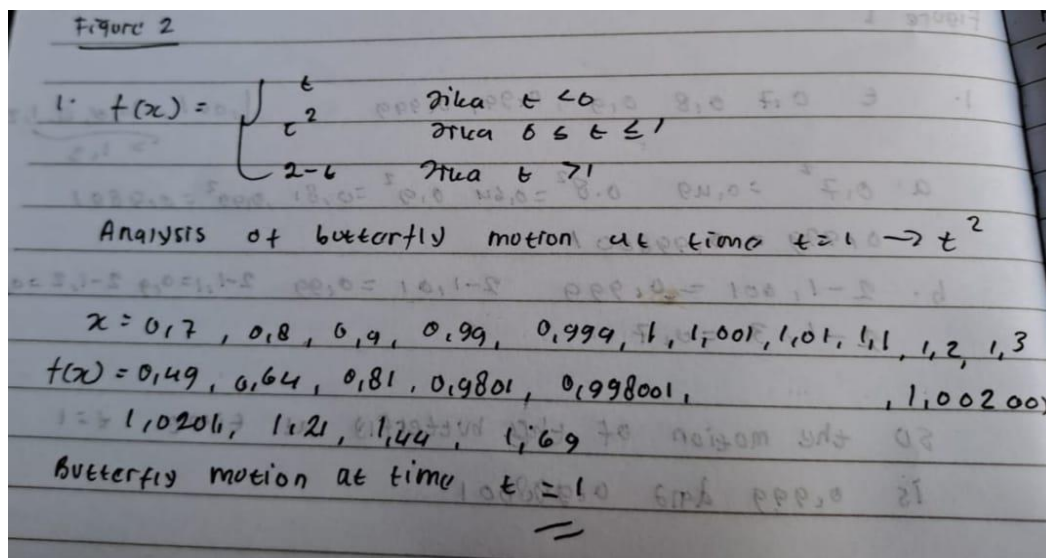 Figure 2
1. f(x) = { t jika t < 0
t² jika 0 ≤ t ≤ 1
2-t jika t > 1
Analysis of butterfly motion at time t = 1 → t²
x = 0,7 , 0,8 , 0,9 , 0,99 , 0,999 , 1 , 1,001 , 1,01 , 1,1 , 1,2 , 1,3
f(x) = 0,49 , 0,64 , 0,81 , 0,9801 , 0,998001 , , 1,002001
1,0201 , 1,21 , 1,44 , 1,69
Butterfly motion at time t = 1